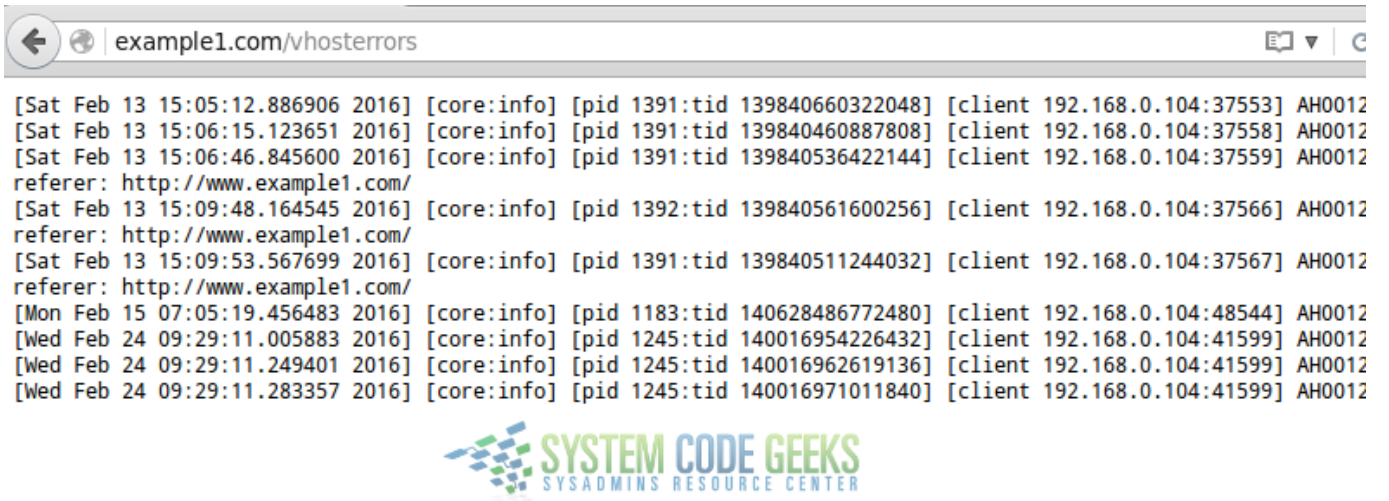 example1.com/vhosterrors
[Sat Feb 13 15:05:12.886906 2016] [core:info] [pid 1391:tid 139840660322048] [client 192.168.0.104:37553] AH0012
[Sat Feb 13 15:06:15.123651 2016] [core:info] [pid 1391:tid 139840460887808] [client 192.168.0.104:37558] AH0012
[Sat Feb 13 15:06:46.845600 2016] [core:info] [pid 1391:tid 139840536422144] [client 192.168.0.104:37559] AH0012
referer: http://www.example1.com/
[Sat Feb 13 15:09:48.164545 2016] [core:info] [pid 1392:tid 139840561600256] [client 192.168.0.104:37566] AH0012
referer: http://www.example1.com/
[Sat Feb 13 15:09:53.567699 2016] [core:info] [pid 1391:tid 139840511244032] [client 192.168.0.104:37567] AH0012
referer: http://www.example1.com/
[Mon Feb 15 07:05:19.456483 2016] [core:info] [pid 1183:tid 140628486772480] [client 192.168.0.104:48544] AH0012
[Wed Feb 24 09:29:11.005883 2016] [core:info] [pid 1245:tid 140016954226432] [client 192.168.0.104:41599] AH0012
[Wed Feb 24 09:29:11.249401 2016] [core:info] [pid 1245:tid 140016962619136] [client 192.168.0.104:41599] AH0012
[Wed Feb 24 09:29:11.283357 2016] [core:info] [pid 1245:tid 140016971011840] [client 192.168.0.104:41599] AH0012
SYSTEM CODE GEEKS
SYSADMINS RESOURCE CENTER